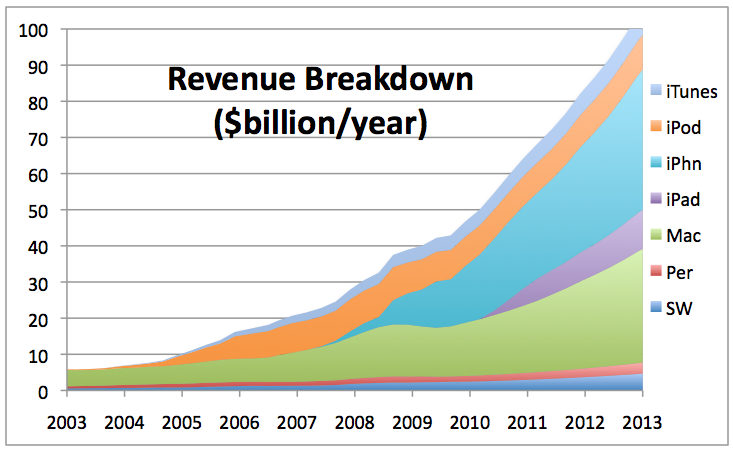 Revenue Breakdown
($billion/year)
100
90
80
70
60
50
40
30
20
10
0
2003 2004 2005 2006 2007 2008 2009 2010 2011 2012 2013
iTunes
iPod
iPhn
iPad
Mac
Per
SW